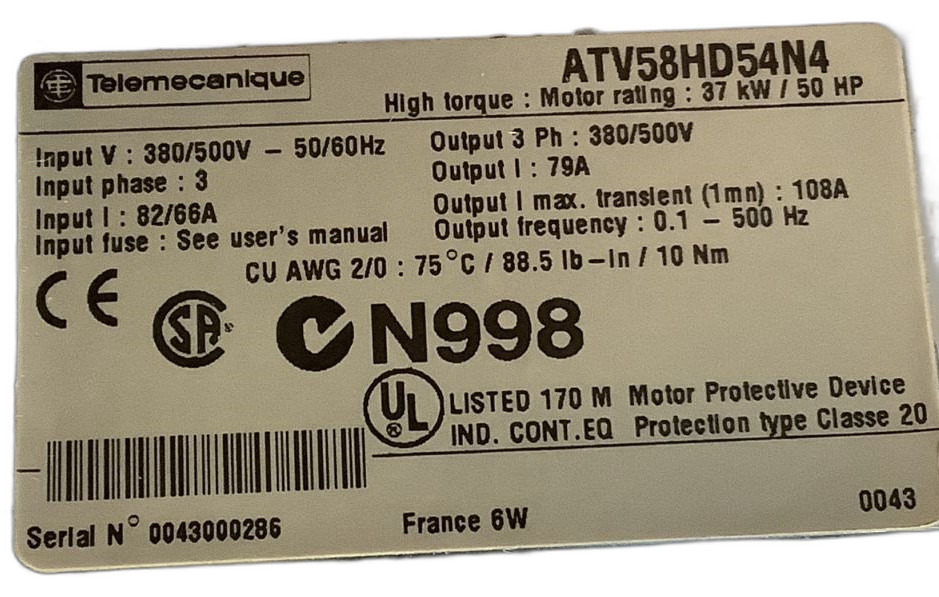 Telemecanique
ATV58HD54N4
High torque : Motor rating : 37 kW / 50 HP
Input V : 380/500V – 50/60Hz
Input phase : 3
Input I : 82/66A
Input fuse : See user's manual
Output 3 Ph : 380/500V
Output I : 79A
Output I max. transient (1mn) : 108A
Output frequency : 0.1 – 500 Hz
CU AWG 2/0 : 75°C / 88.5 lb–in / 10 Nm
CE
SA®
N998
UL®
LISTED 170 M Motor Protective Device
IND. CONT.EQ Protection type Classe 20
Serial N° 0043000286
France 6W
0043